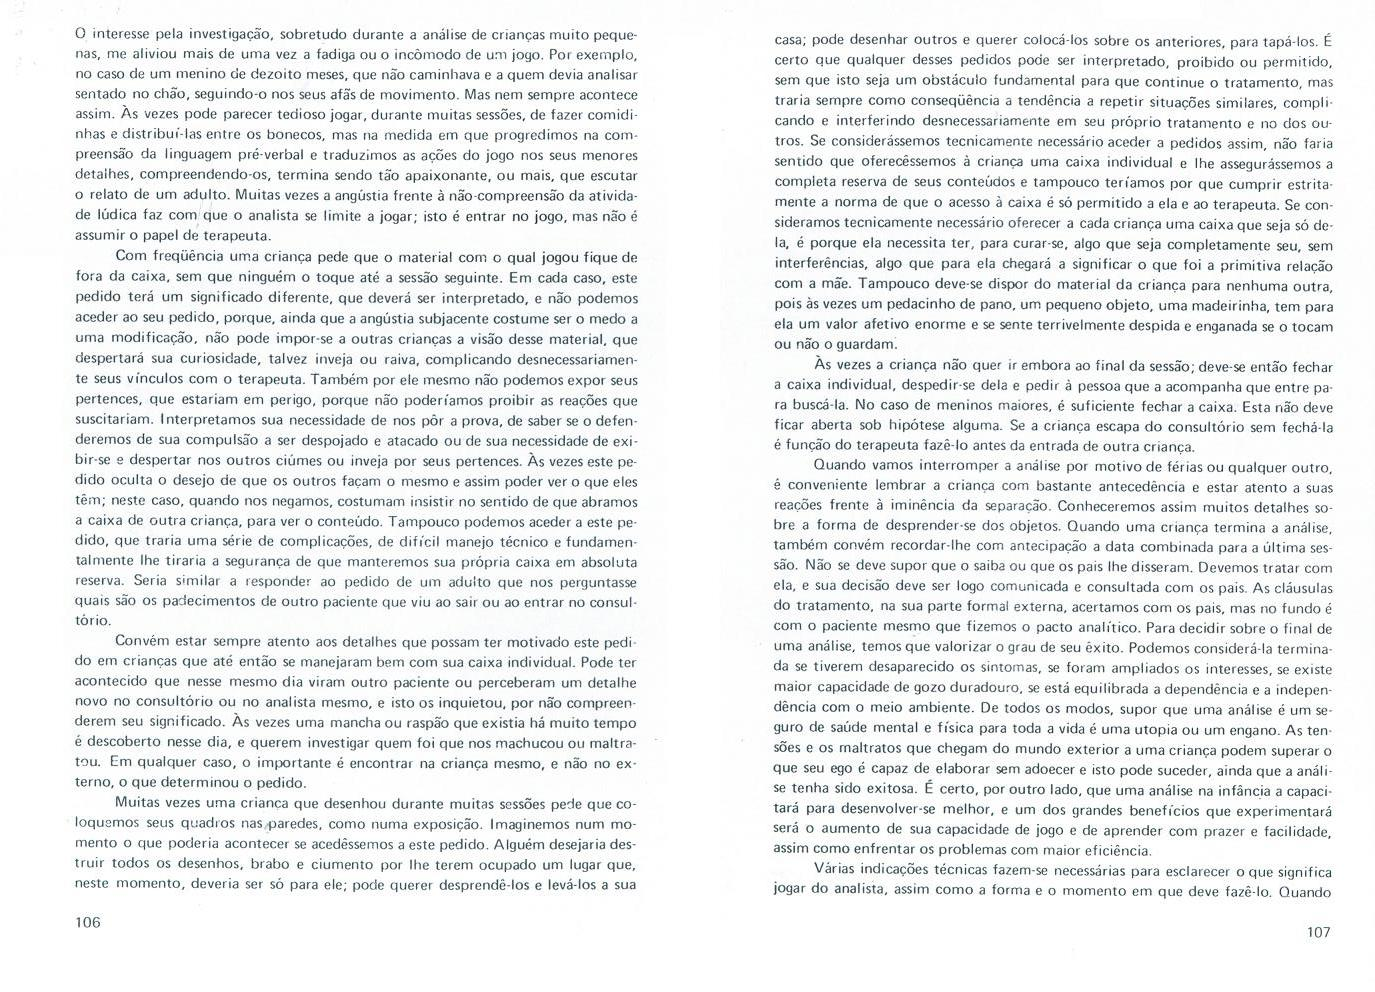 O interesse pela investigação, sobretudo durante a análise de crianças muito peque-
nas, me aliviou mais de uma vez a fadiga ou o incômodo de um jogo. Por exemplo,
no caso de um menino de dezoito meses, que não caminhava e a quem devia analisar
sentado no chão, seguindo-o nos seus afãs de movimento. Mas nem sempre acontece
assim. Às vezes pode parecer tedioso jogar, durante muitas sessões, de fazer comidi-
nhas e distribuí-las entre os bonecos, mas na medida em que progredimos na com-
preensão da linguagem pré-verbal e traduzimos as ações do jogo nos seus menores
detalhes, compreendendo-os, termina sendo tão apaixonante, ou mais, que escutar
o relato de um adulto. Muitas vezes a angústia frente à não-compreensão da ativida-
de lúdica faz com que o analista se limite a jogar; isto é entrar no jogo, mas não é
assumir o papel de terapeuta.
Com freqüência uma criança pede que o material com o qual jogou fique de
fora da caixa, sem que ninguém o toque até a sessão seguinte. Em cada caso, este
pedido terá um significado diferente, que deverá ser interpretado, e não podemos
aceder ao seu pedido, porque, ainda que a angústia subjacente costume ser o medo a
uma modificação, não pode impor-se a outras crianças a visão desse material, que
despertará sua curiosidade, talvez inveja ou raiva, complicando desnecessariamen-
te seus vínculos com o terapeuta. Também por ele mesmo não podemos expor seus
pertences, que estariam em perigo, porque não poderíamos proibir as reações que
suscitariam. Interpretamos sua necessidade de nos pôr a prova, de saber se o defen-
deremos de sua compulsão a ser despojado e atacado ou de sua necessidade de exi-
bir-se e despertar nos outros ciúmes ou inveja por seus pertences. Às vezes este pe-
dido oculta o desejo de que os outros façam o mesmo e assim poder ver o que eles
têm; neste caso, quando nos negamos, costumam insistir no sentido de que abramos
a caixa de outra criança, para ver o conteúdo. Tampouco podemos aceder a este pe-
dido, que traria uma série de complicações, de difícil manejo técnico e fundamen-
talmente lhe tiraria a segurança de que manteremos sua própria caixa em absoluta
reserva. Seria similar a responder ao pedido de um adulto que nos perguntasse
quais são os padecimentos de outro paciente que viu ao sair ou ao entrar no consul-
tório.
Convém estar sempre atento aos detalhes que possam ter motivado este pedi-
do em crianças que até então se manejaram bem com sua caixa individual. Pode ter
acontecido que nesse mesmo dia viram outro paciente ou perceberam um detalhe
novo no consultório ou no analista mesmo, e isto os inquietou, por não compreen-
derem seu significado. Às vezes uma mancha ou raspão que existia há muito tempo
é descoberto nesse dia, e querem investigar quem foi que nos machucou ou maltra-
tou. Em qualquer caso, o importante é encontrar na criança mesmo, e não no ex-
terno, o que determinou o pedido.
Muitas vezes uma criança que desenhou durante muitas sessões pede que co-
loquemos seus quadros nas paredes, como numa exposição. Imaginemos num mo-
mento o que poderia acontecer se acedêssemos a este pedido. Alguém desejaria des-
truir todos os desenhos, brabo e ciumento por lhe terem ocupado um lugar que,
neste momento, deveria ser só para ele; pode querer desprendê-los e levá-los a sua
106
casa; pode desenhar outros e querer colocá-los sobre os anteriores, para tapá-los. É
certo que qualquer desses pedidos pode ser interpretado, proibido ou permitido,
sem que isto seja um obstáculo fundamental para que continue o tratamento, mas
traria sempre como conseqüência a tendência a repetir situações similares, compli-
cando e interferindo desnecessariamente em seu próprio tratamento e no dos ou-
tros. Se considerássemos tecnicamente necessário aceder a pedidos assim, não faria
sentido que oferecêssemos à criança uma caixa individual e lhe assegurássemos a
completa reserva de seus conteúdos e tampouco teríamos por que cumprir estrita-
mente a norma de que o acesso à caixa é só permitido a ela e ao terapeuta. Se con-
sideramos tecnicamente necessário oferecer a cada criança uma caixa que seja só de-
la, é porque ela necessita ter, para curar-se, algo que seja completamente seu, sem
interferências, algo que para ela chegará a significar o que foi a primitiva relação
com a mãe. Tampouco deve-se dispor do material da criança para nenhuma outra,
pois às vezes um pedacinho de pano, um pequeno objeto, uma madeirinha, tem para
ela um valor afetivo enorme e se sente terrivelmente despida e enganada se o tocam
ou não o guardam.
Às vezes a criança não quer ir embora ao final da sessão; deve-se então fechar
a caixa individual, despedir-se dela e pedir à pessoa que a acompanha que entre pa-
ra buscá-la. No caso de meninos maiores, é suficiente fechar a caixa. Esta não deve
ficar aberta sob hipótese alguma. Se a criança escapa do consultório sem fechá-la
é função do terapeuta fazê-lo antes da entrada de outra criança.
Quando vamos interromper a análise por motivo de férias ou qualquer outro,
é conveniente lembrar a criança com bastante antecedência e estar atento a suas
reações frente à iminência da separação. Conheceremos assim muitos detalhes so-
bre a forma de desprender-se dos objetos. Quando uma criança termina a análise,
também convém recordar-lhe com antecipação a data combinada para a última ses-
são. Não se deve supor que o saiba ou que os pais lhe disseram. Devemos tratar com
ela, e sua decisão deve ser logo comunicada e consultada com os pais. As cláusulas
do tratamento, na sua parte formal externa, acertamos com os pais, mas no fundo é
com o paciente mesmo que fizemos o pacto analítico. Para decidir sobre o final de
uma análise, temos que valorizar o grau de seu êxito. Podemos considerá-la termina-
da se tiverem desaparecido os sintomas, se foram ampliados os interesses, se existe
maior capacidade de gozo duradouro, se está equilibrada a dependência e a indepen-
dência com o meio ambiente. De todos os modos, supor que uma análise é um se-
guro de saúde mental e física para toda a vida é uma utopia ou um engano. As ten-
sões e os maltratos que chegam do mundo exterior a uma criança podem superar o
que seu ego é capaz de elaborar sem adoecer e isto pode suceder, ainda que a análi-
se tenha sido exitosa. É certo, por outro lado, que uma análise na infância a capaci-
tará para desenvolver-se melhor, e um dos grandes benefícios que experimentará
será o aumento de sua capacidade de jogo e de aprender com prazer e facilidade,
assim como enfrentar os problemas com maior eficiência.
Várias indicações técnicas fazem-se necessárias para esclarecer o que significa
jogar do analista, assim como a forma e o momento em que deve fazê-lo. Quando
107